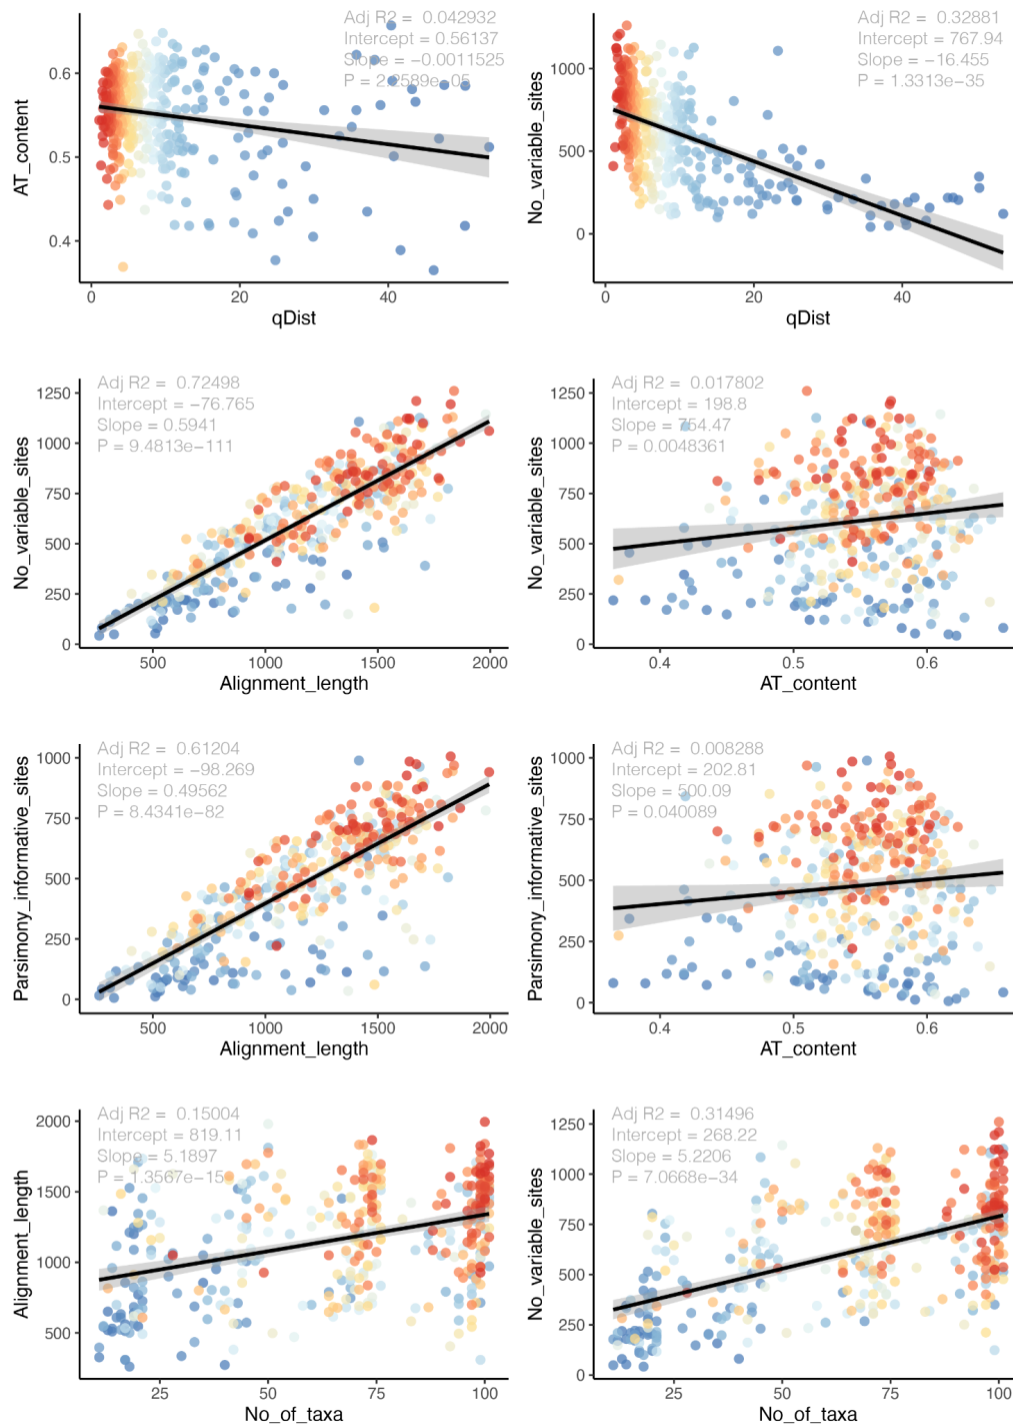 Adj R2 = 0.042932
Intercept = 0.56137
Slope = −0.0011525
P = 2.2589e−05
0.6
0.5
0.4
AT_content
0 20 40
qDist
Adj R2 = 0.32881
Intercept = 767.94
Slope = −16.455
P = 1.3313e−35
1000
500
0
No_variable_sites
0 20 40
qDist
Adj R2 = 0.72498
Intercept = −76.765
Slope = 0.5941
P = 9.4813e−111
1250
1000
750
500
250
0
No_variable_sites
500 1000 1500 2000
Alignment_length
Adj R2 = 0.017802
Intercept = 198.8
Slope = 754.47
P = 0.0048361
1250
1000
750
500
250
0
No_variable_sites
0.4 0.5 0.6
AT_content
Adj R2 = 0.61204
Intercept = −98.269
Slope = 0.49562
P = 8.4341e−82
1000
750
500
250
0
Parsimony_informative_sites
500 1000 1500 2000
Alignment_length
Adj R2 = 0.008288
Intercept = 202.81
Slope = 500.09
P = 0.040089
1000
750
500
250
0
Parsimony_informative_sites
0.4 0.5 0.6
AT_content
Adj R2 = 0.15004
Intercept = 819.11
Slope = 5.1897
P = 1.3567e−15
2000
1500
1000
500
Alignment_length
25 50 75 100
No_of_taxa
Adj R2 = 0.31496
Intercept = 268.22
Slope = 5.2206
P = 7.0668e−34
1250
1000
750
500
250
0
No_variable_sites
25 50 75 100
No_of_taxa